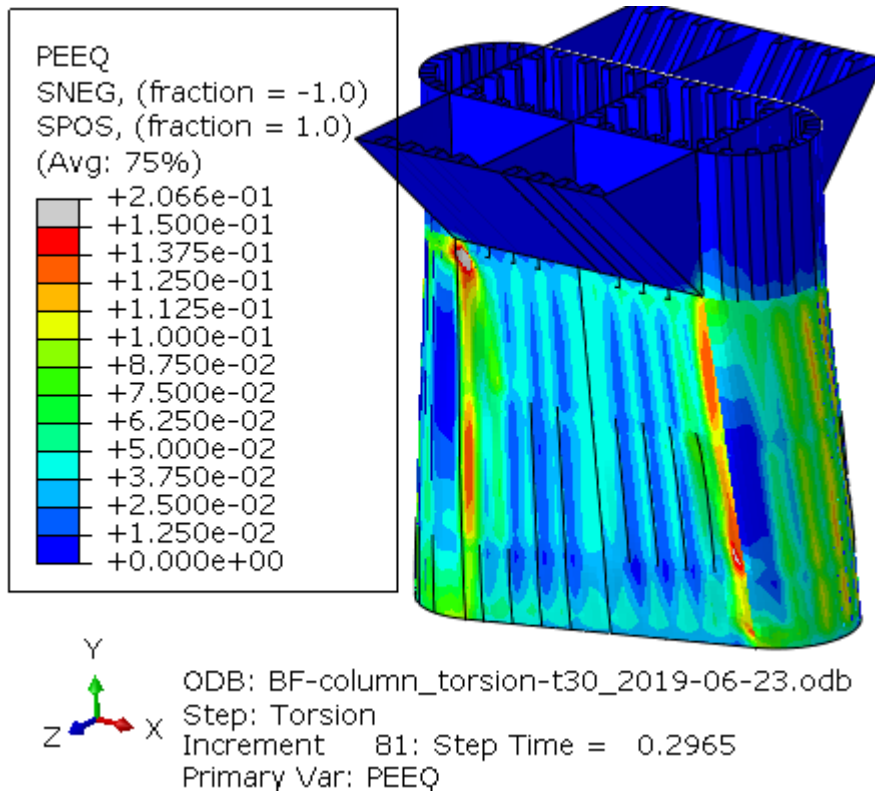 PEEQ
SNEG, (fraction = -1.0)
SPOS, (fraction = 1.0)
(Avg: 75%)
+2.066e-01
+1.500e-01
+1.375e-01
+1.250e-01
+1.125e-01
+1.000e-01
+8.750e-02
+7.500e-02
+6.250e-02
+5.000e-02
+3.750e-02
+2.500e-02
+1.250e-02
+0.000e+00
Y
Z
X
ODB: BF-column_torsion-t30_2019-06-23.odb
Step: Torsion
Increment 81: Step Time = 0.2965
Primary Var: PEEQ